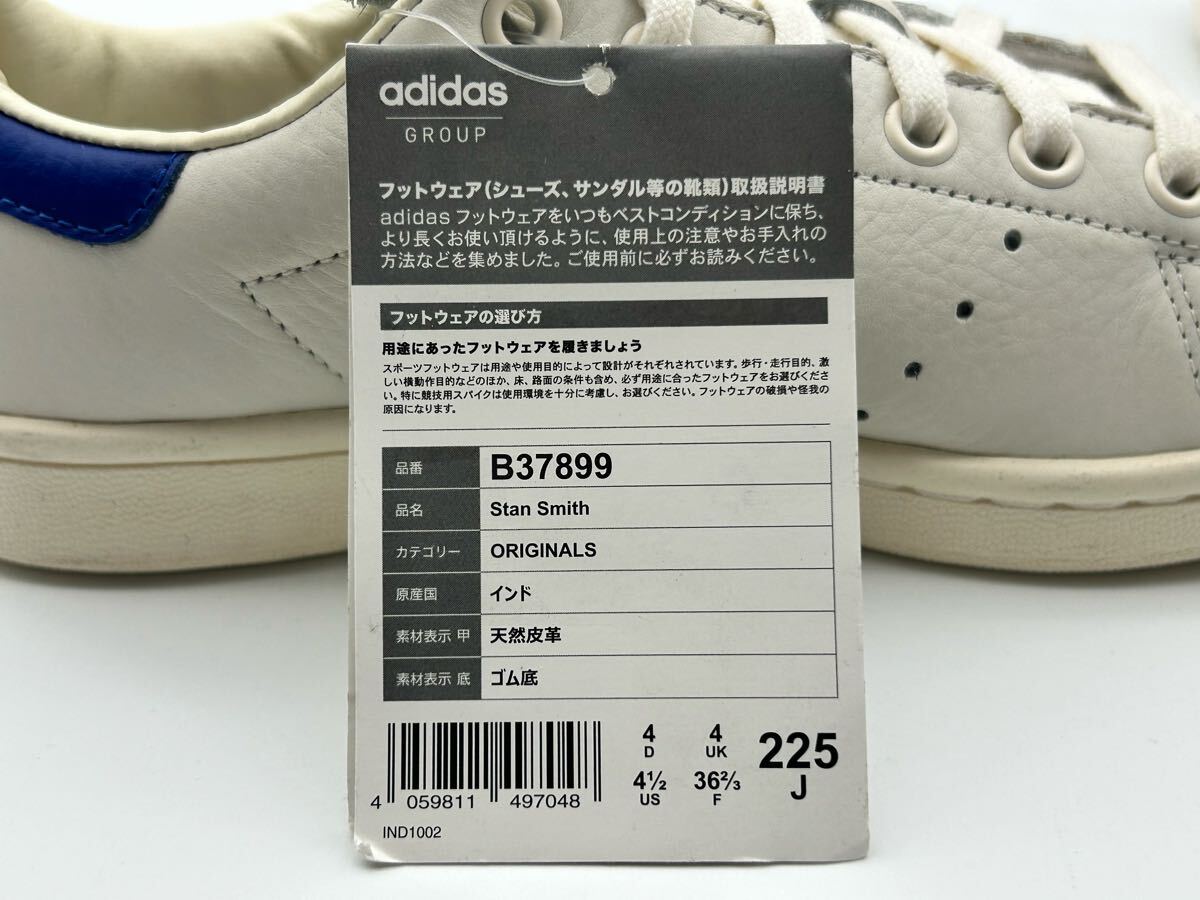 adidas
GROUP
フットウェア(シューズ、サンダル等の靴類)取扱説明書
adidas フットウェアをいつもベストコンディションに保ち、
より長くお使い頂けるように、使用上の注意やお手入れの
方法などを集めました。ご使用前に必ずお読みください。
フットウェアの選び方
用途にあったフットウェアを履きましょう
スポーツフットウェアは用途や使用目的によって設計がそれぞれされています。歩行・走行目的、激
しい横動作目的などのほか、床、路面の条件も含め、必ず用途に合ったフットウェアをお選びくださ
い。特に競技用スパイクは使用環境を十分に考慮し、お選びください。フットウェアの破損や怪我の
原因になります。
品番 B37899
品名 Stan Smith
カテゴリー ORIGINALS
原産国 インド
素材表示 甲 天然皮革
素材表示 底 ゴム底
4 4 225
D UK J
4½ 36⅔
US F
4 059811 497048
IND1002